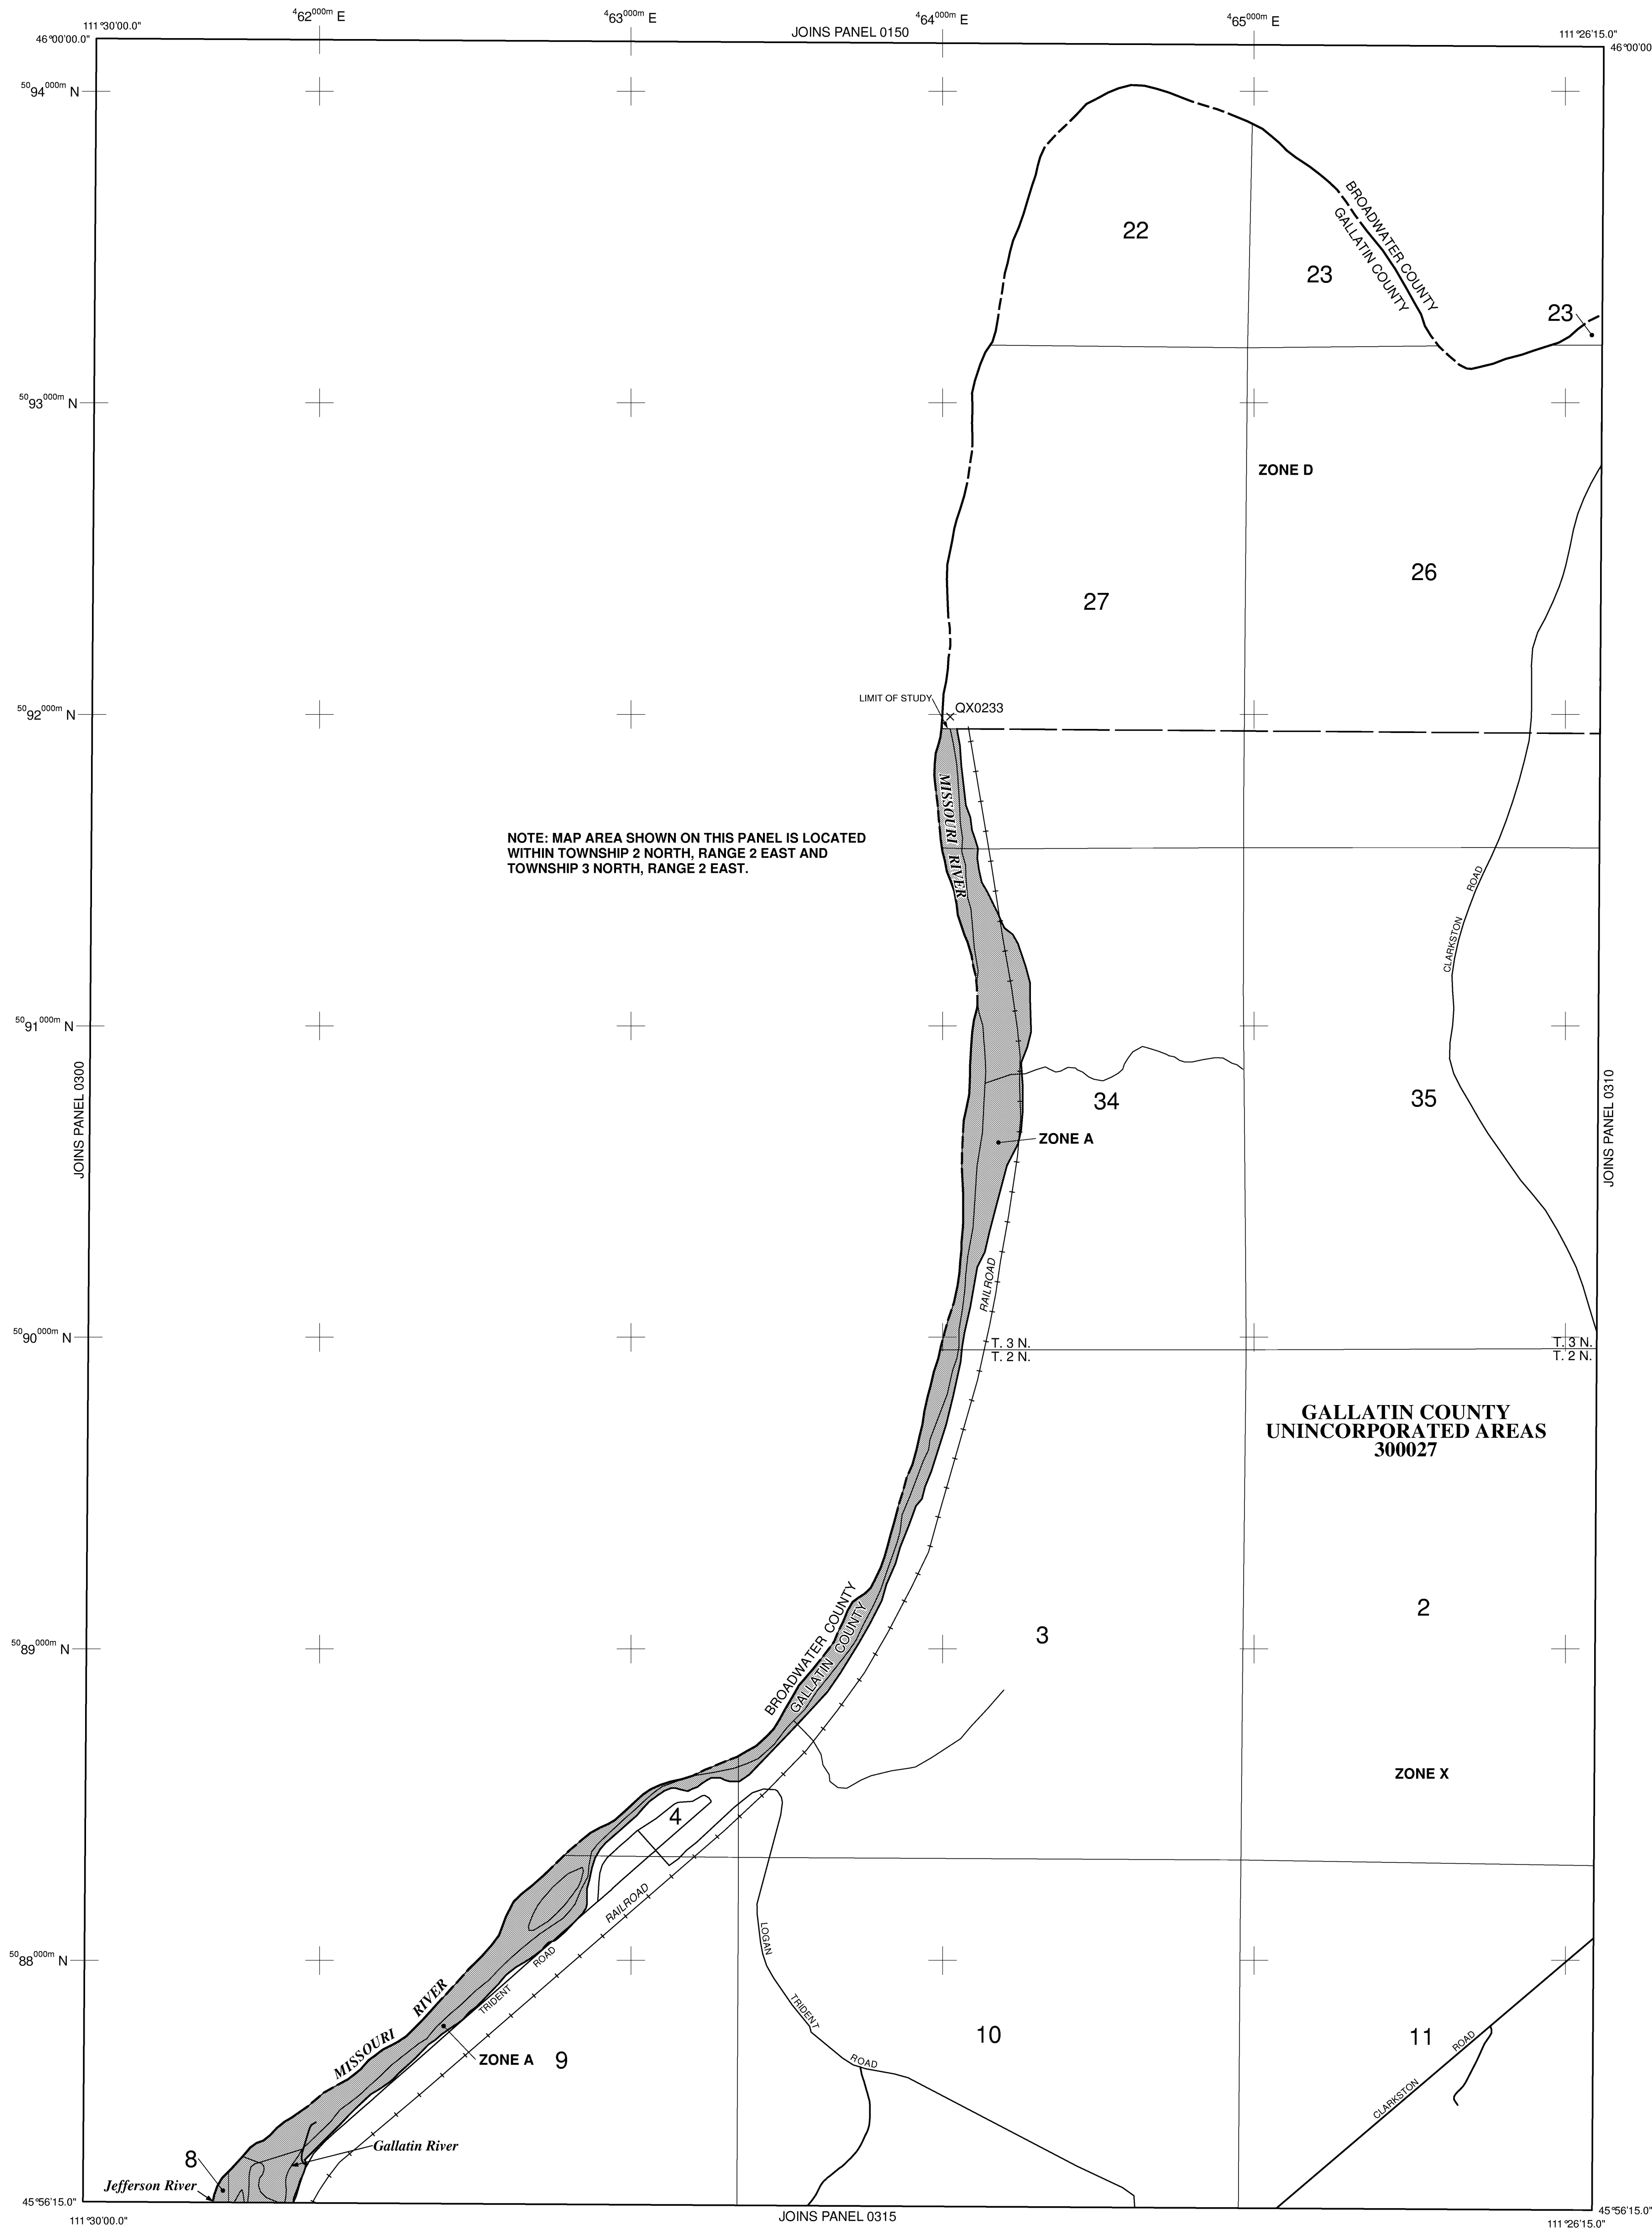 462000m E
463000m E
464000m E
465000m E
111°30'00.0"
JOINS PANEL 0150
111°26'15.0"
46°00'00.0"
46°00'00
5094000m N
BROADWATER COUNTY
GALLATIN COUNTY
22
23
23
5093000m N
ZONE D
26
27
LIMIT OF STUDY
QX0233
5092000m N
MISSOURI RIVER
NOTE: MAP AREA SHOWN ON THIS PANEL IS LOCATED
WITHIN TOWNSHIP 2 NORTH, RANGE 2 EAST AND
TOWNSHIP 3 NORTH, RANGE 2 EAST.
CLARKSTON ROAD
5091000m N
JOINS PANEL 0300
JOINS PANEL 0310
34
35
ZONE A
RAILROAD
5090000m N
T. 3 N.
T. 2 N.
T. 3 N.
T. 2 N.
GALLATIN COUNTY
UNINCORPORATED AREAS
300027
BROADWATER COUNTY
GALLATIN COUNTY
3
2
5089000m N
ZONE X
4
RAILROAD
LOGAN TRIDENT ROAD
TRIDENT ROAD
5088000m N
MISSOURI RIVER
ZONE A
9
10
11
CLARKSTON ROAD
Gallatin River
8
Jefferson River
45°56'15.0"
45°56'15.0"
111°30'00.0"
JOINS PANEL 0315
111°26'15.0"